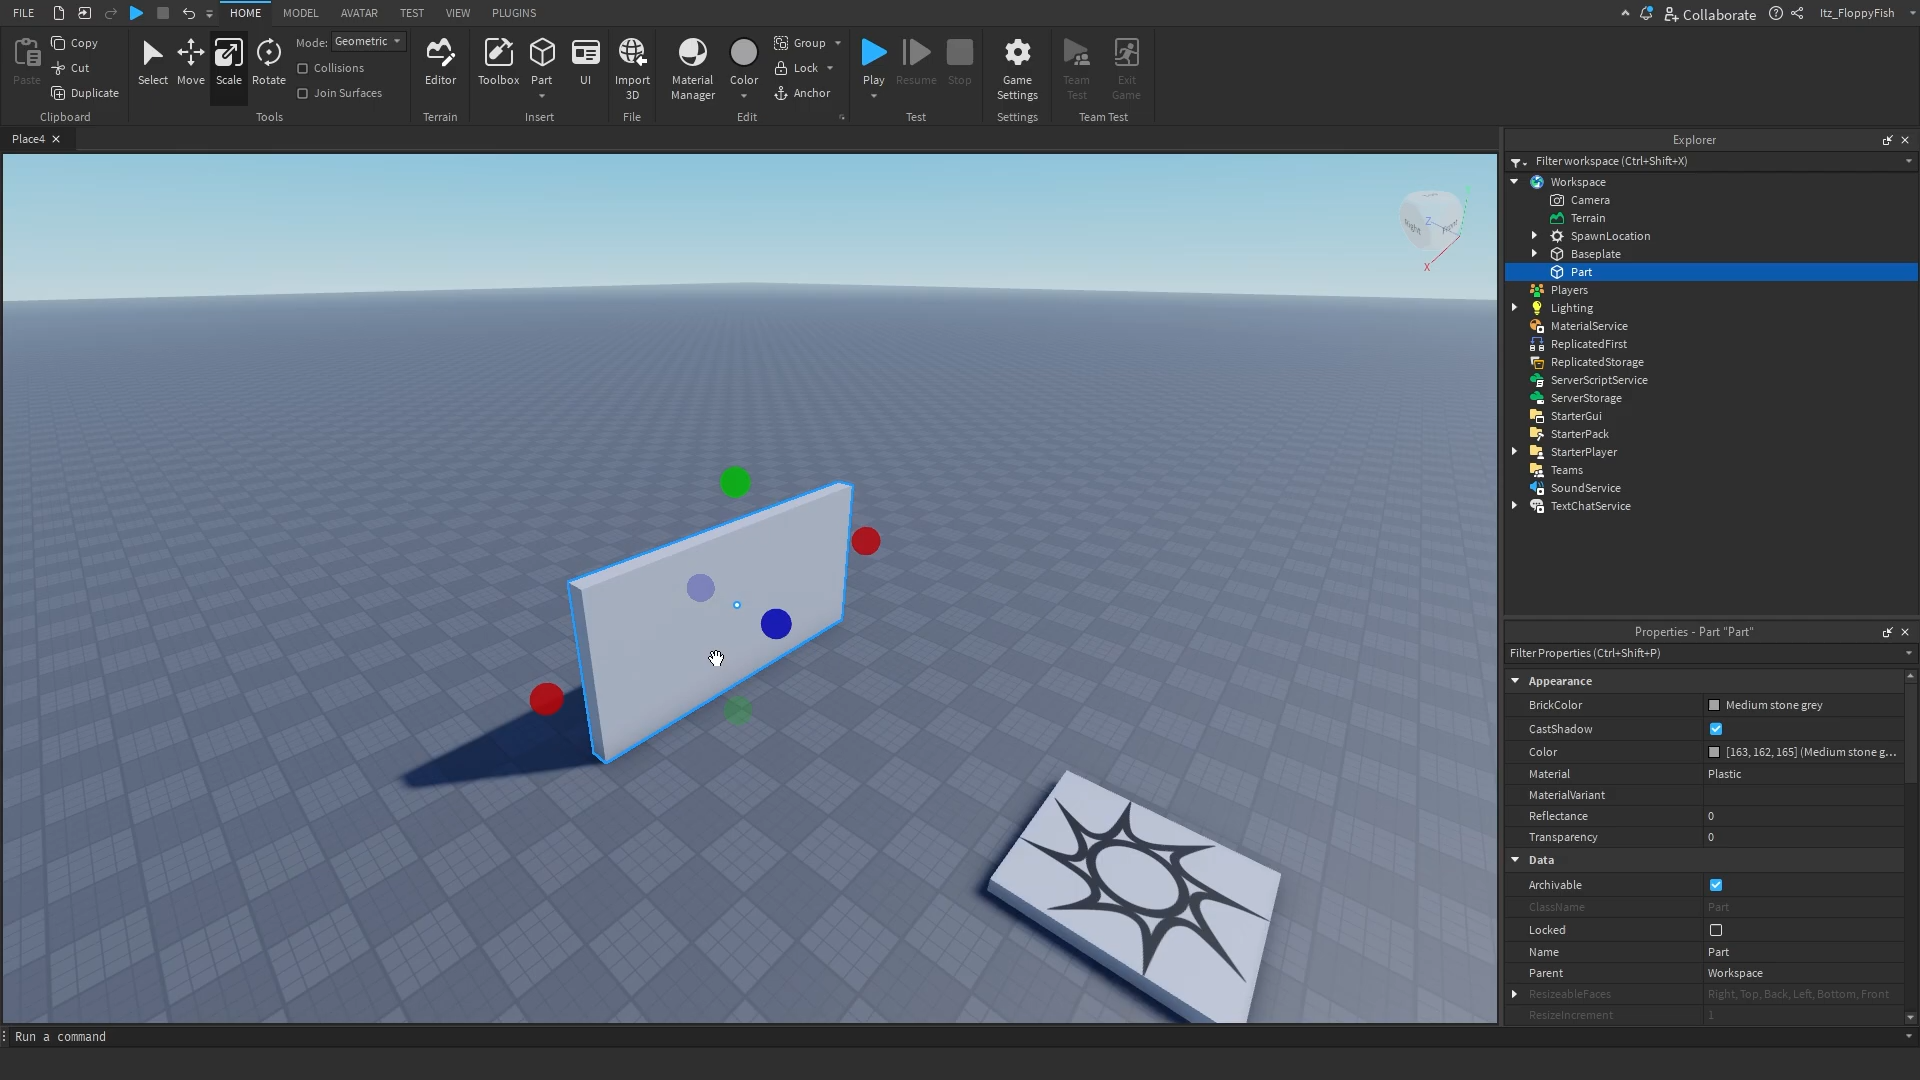 FILE HOME MODEL AVATAR TEST VIEW PLUGINS Collaborate Itz_FloppyFish
Paste Copy Cut Duplicate
Clipboard
Select Move Scale Rotate Mode: Geometric
Collisions
Join Surfaces
Tools
Editor
Terrain
Toolbox Part UI
Insert
Import 3D
File
Material Manager Color Group Lock Anchor
Edit
Play Resume Stop
Test
Game Settings
Settings
Team Test Exit Game
Team Test
Place4
Right Front
X
Z
Explorer
Filter workspace (Ctrl+Shift+X)
Workspace
Camera
Terrain
SpawnLocation
Baseplate
Part
Players
Lighting
MaterialService
ReplicatedFirst
ReplicatedStorage
ServerScriptService
ServerStorage
StarterGui
StarterPack
StarterPlayer
Teams
SoundService
TextChatService
Properties - Part "Part"
Filter Properties (Ctrl+Shift+P)
Appearance
BrickColor Medium stone grey
CastShadow
Color [163, 162, 165] (Medium stone g...
Material Plastic
MaterialVariant
Reflectance 0
Transparency 0
Data
Archivable
ClassName Part
Locked
Name Part
Parent Workspace
ResizeableFaces Right, Top, Back, Left, Bottom, Front
ResizeIncrement 1
Run a command